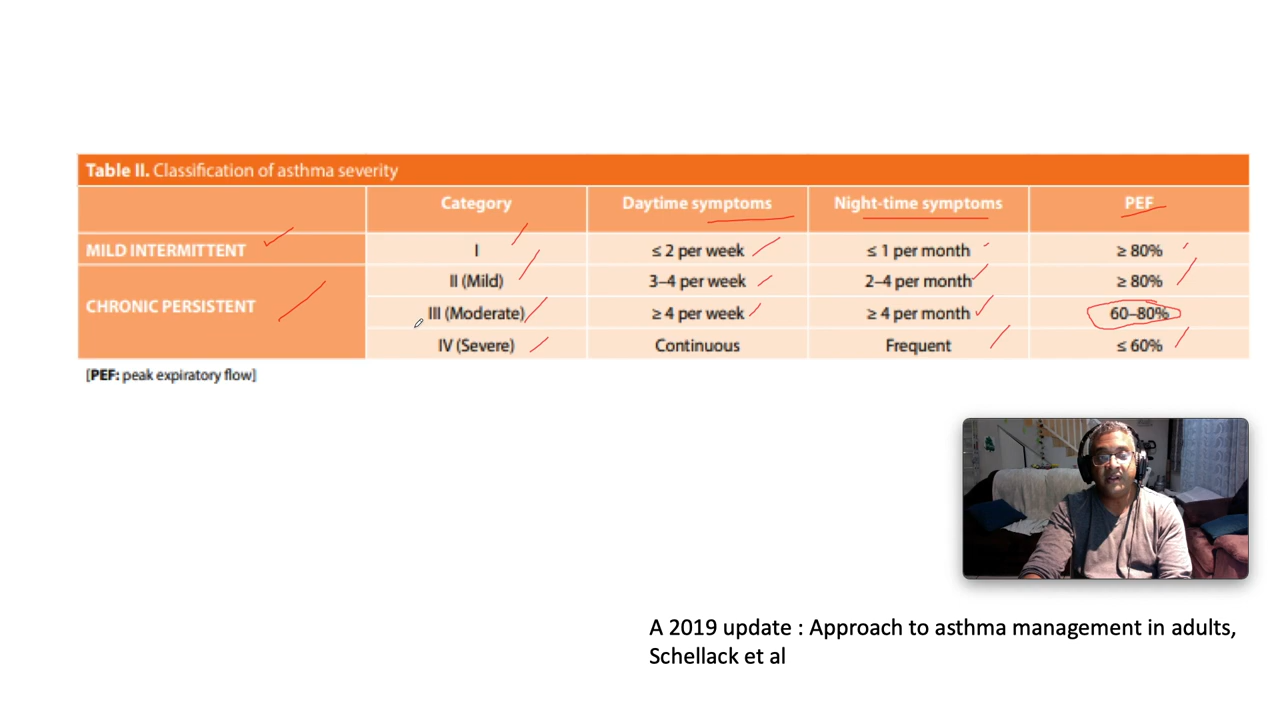 Table II. Classification of asthma severity
Category Daytime symptoms Night-time symptoms PEF
MILD INTERMITTENT I ≤ 2 per week ≤ 1 per month ≥ 80%
II (Mild) 3–4 per week 2–4 per month ≥ 80%
CHRONIC PERSISTENT
III (Moderate) ≥ 4 per week ≥ 4 per month 60–80%
IV (Severe) Continuous Frequent ≤ 60%
[PEF: peak expiratory flow]
A 2019 update : Approach to asthma management in adults,
Schellack et al